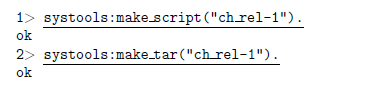 1> systools:make_script("ch_rel-1").
ok
2> systools:make_tar("ch_rel-1").
ok